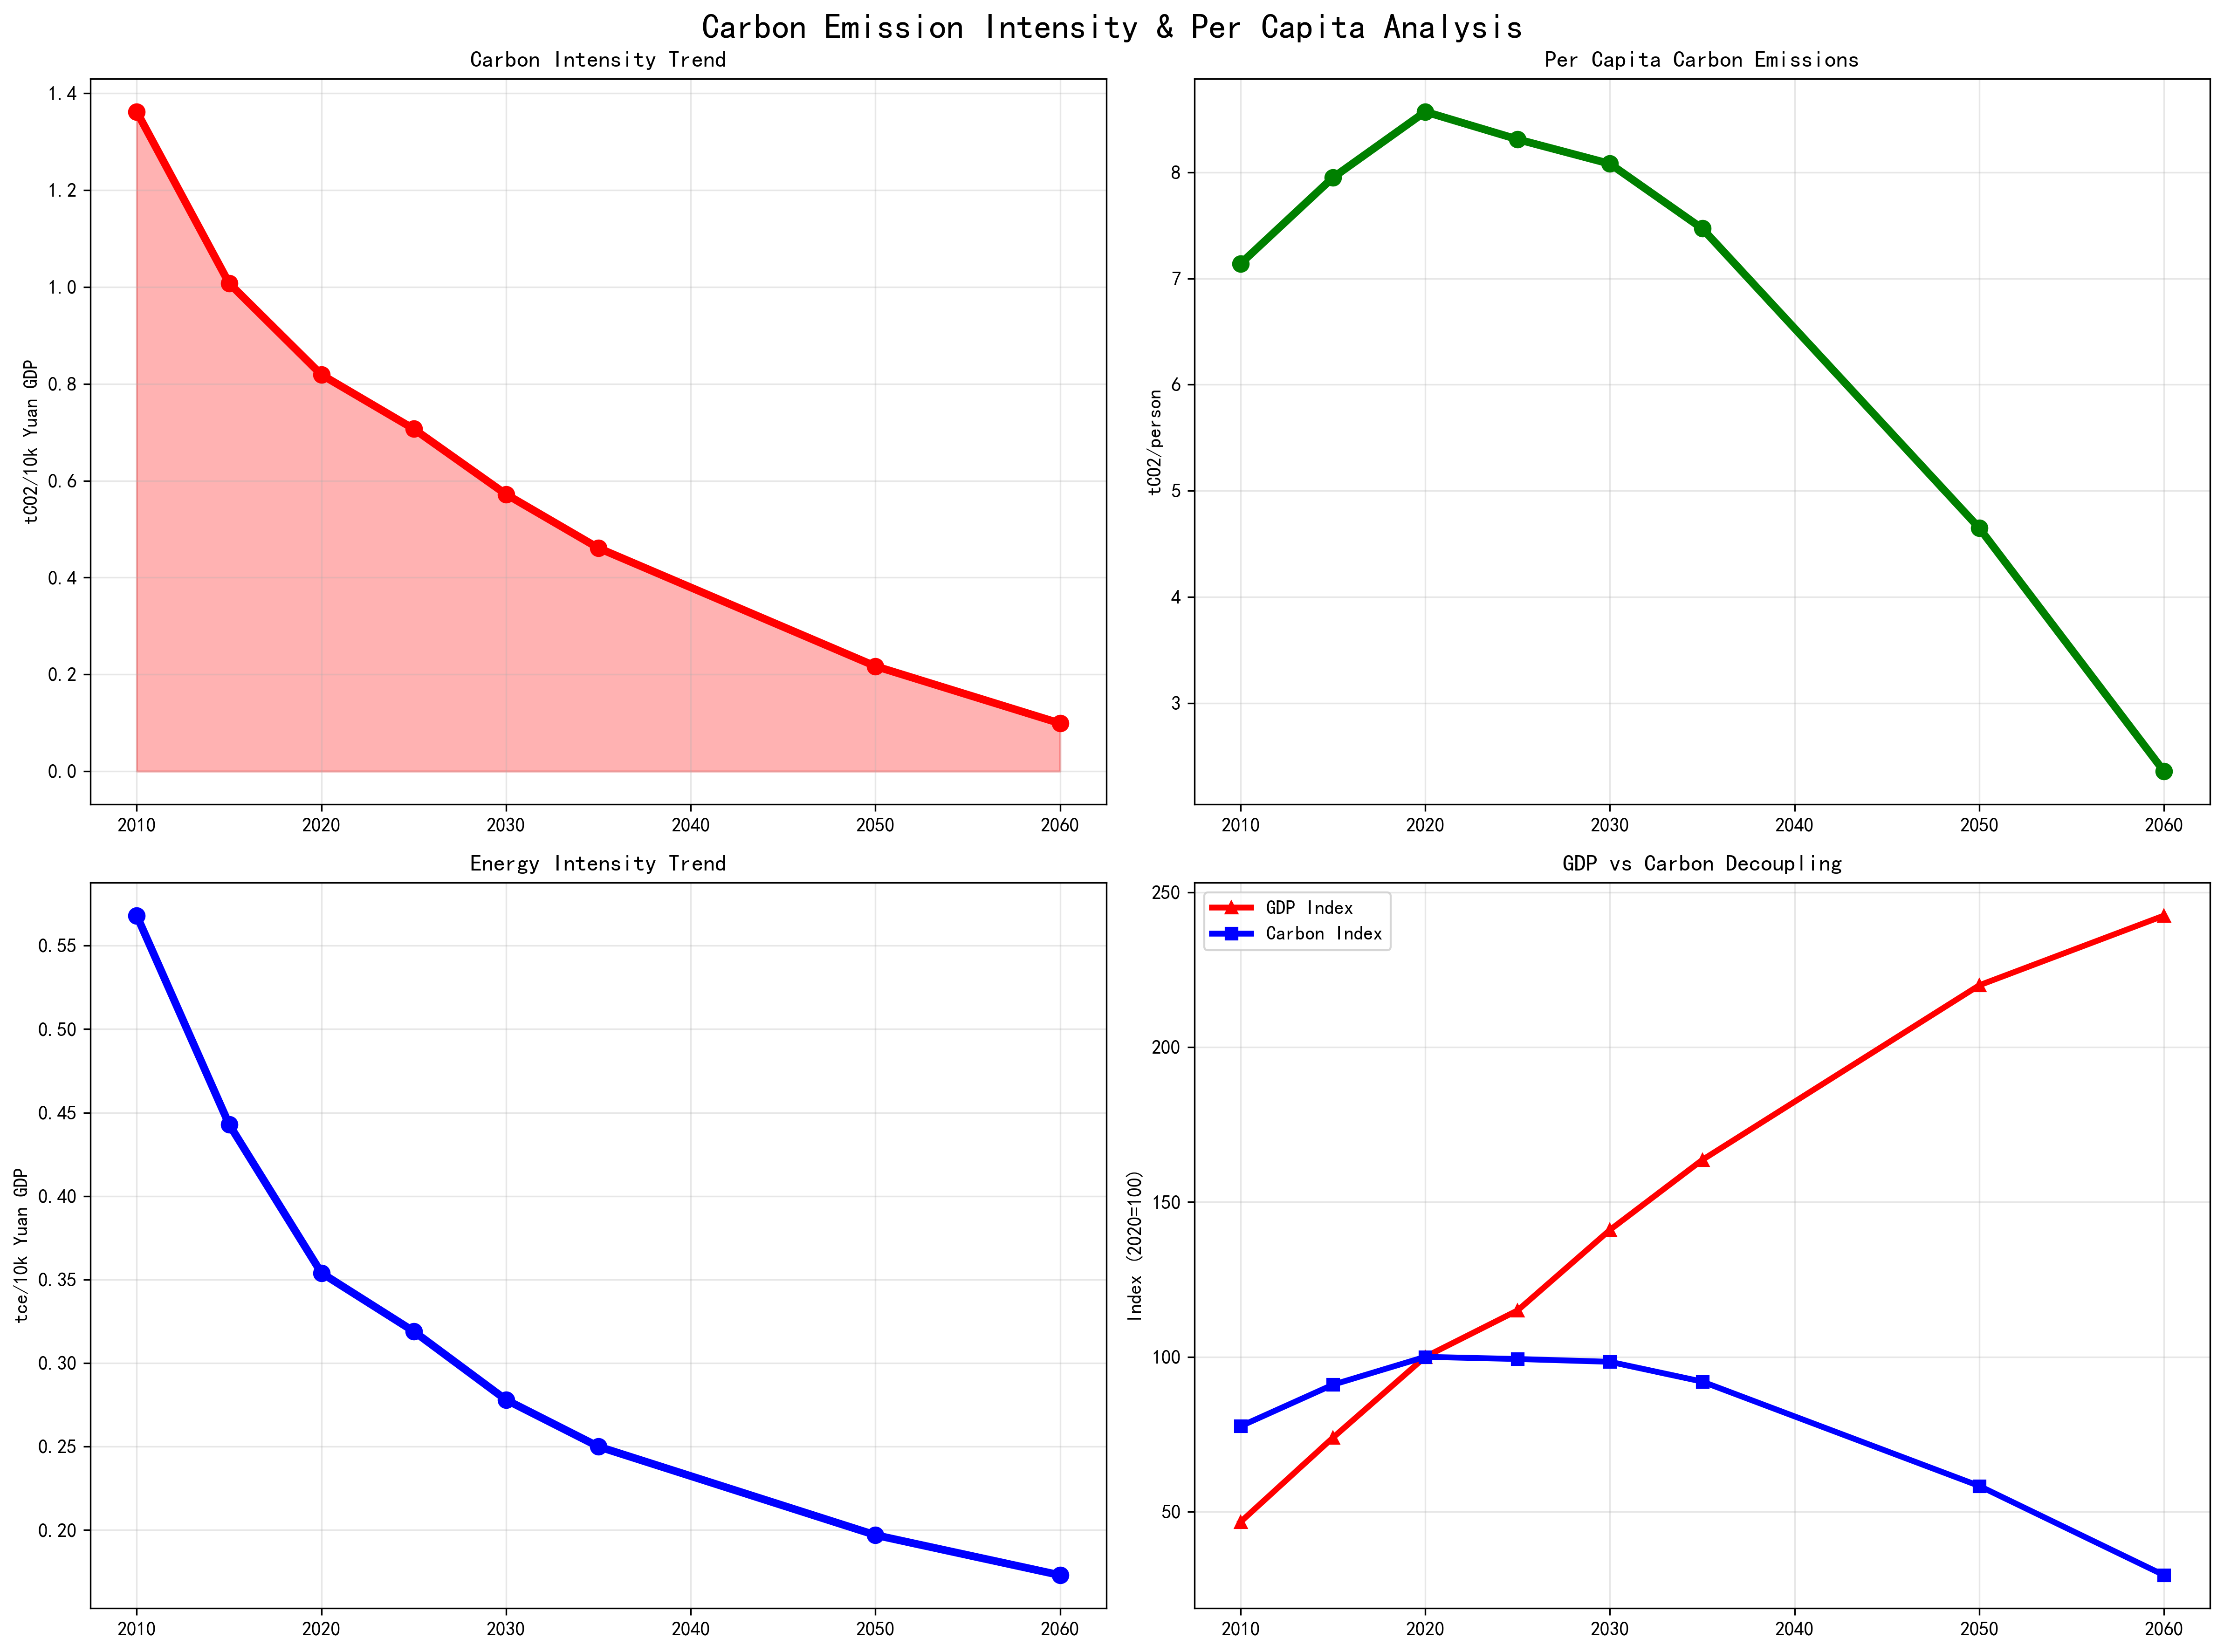 Carbon Emission Intensity & Per Capita Analysis
Carbon Intensity Trend
tCO2/10k Yuan GDP
1.4
1.2
1.0
0.8
0.6
0.4
0.2
0.0
2010 2020 2030 2040 2050 2060
Per Capita Carbon Emissions
tCO2/person
8
7
6
5
4
3
2010 2020 2030 2040 2050 2060
Energy Intensity Trend
tce/10k Yuan GDP
0.55
0.50
0.45
0.40
0.35
0.30
0.25
0.20
2010 2020 2030 2040 2050 2060
GDP vs Carbon Decoupling
Index (2020=100)
250
200
150
100
50
GDP Index
Carbon Index
2010 2020 2030 2040 2050 2060